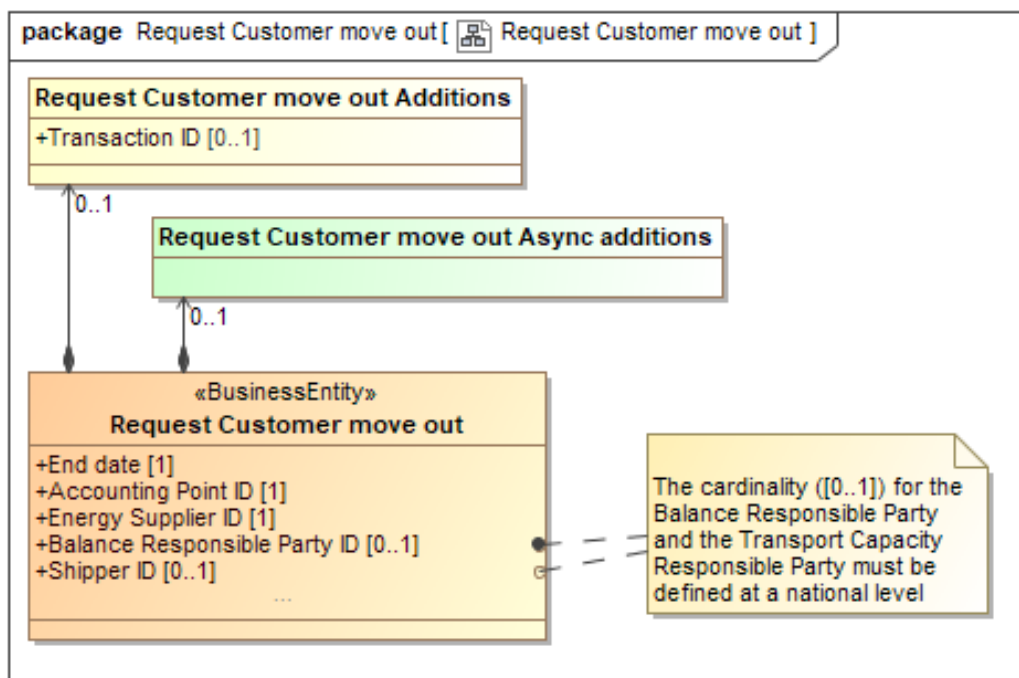 package Request Customer move out[ Request Customer move out ]
Request Customer move out Additions
+Transaction ID [0..1]
0..1
Request Customer move out Async additions
0..1
«BusinessEntity»
Request Customer move out
+End date [1]
+Accounting Point ID [1]
+Energy Supplier ID [1]
+Balance Responsible Party ID [0..1]
+Shipper ID [0..1]
...
The cardinality ([0..1]) for the
Balance Responsible Party
and the Transport Capacity
Responsible Party must be
defined at a national level